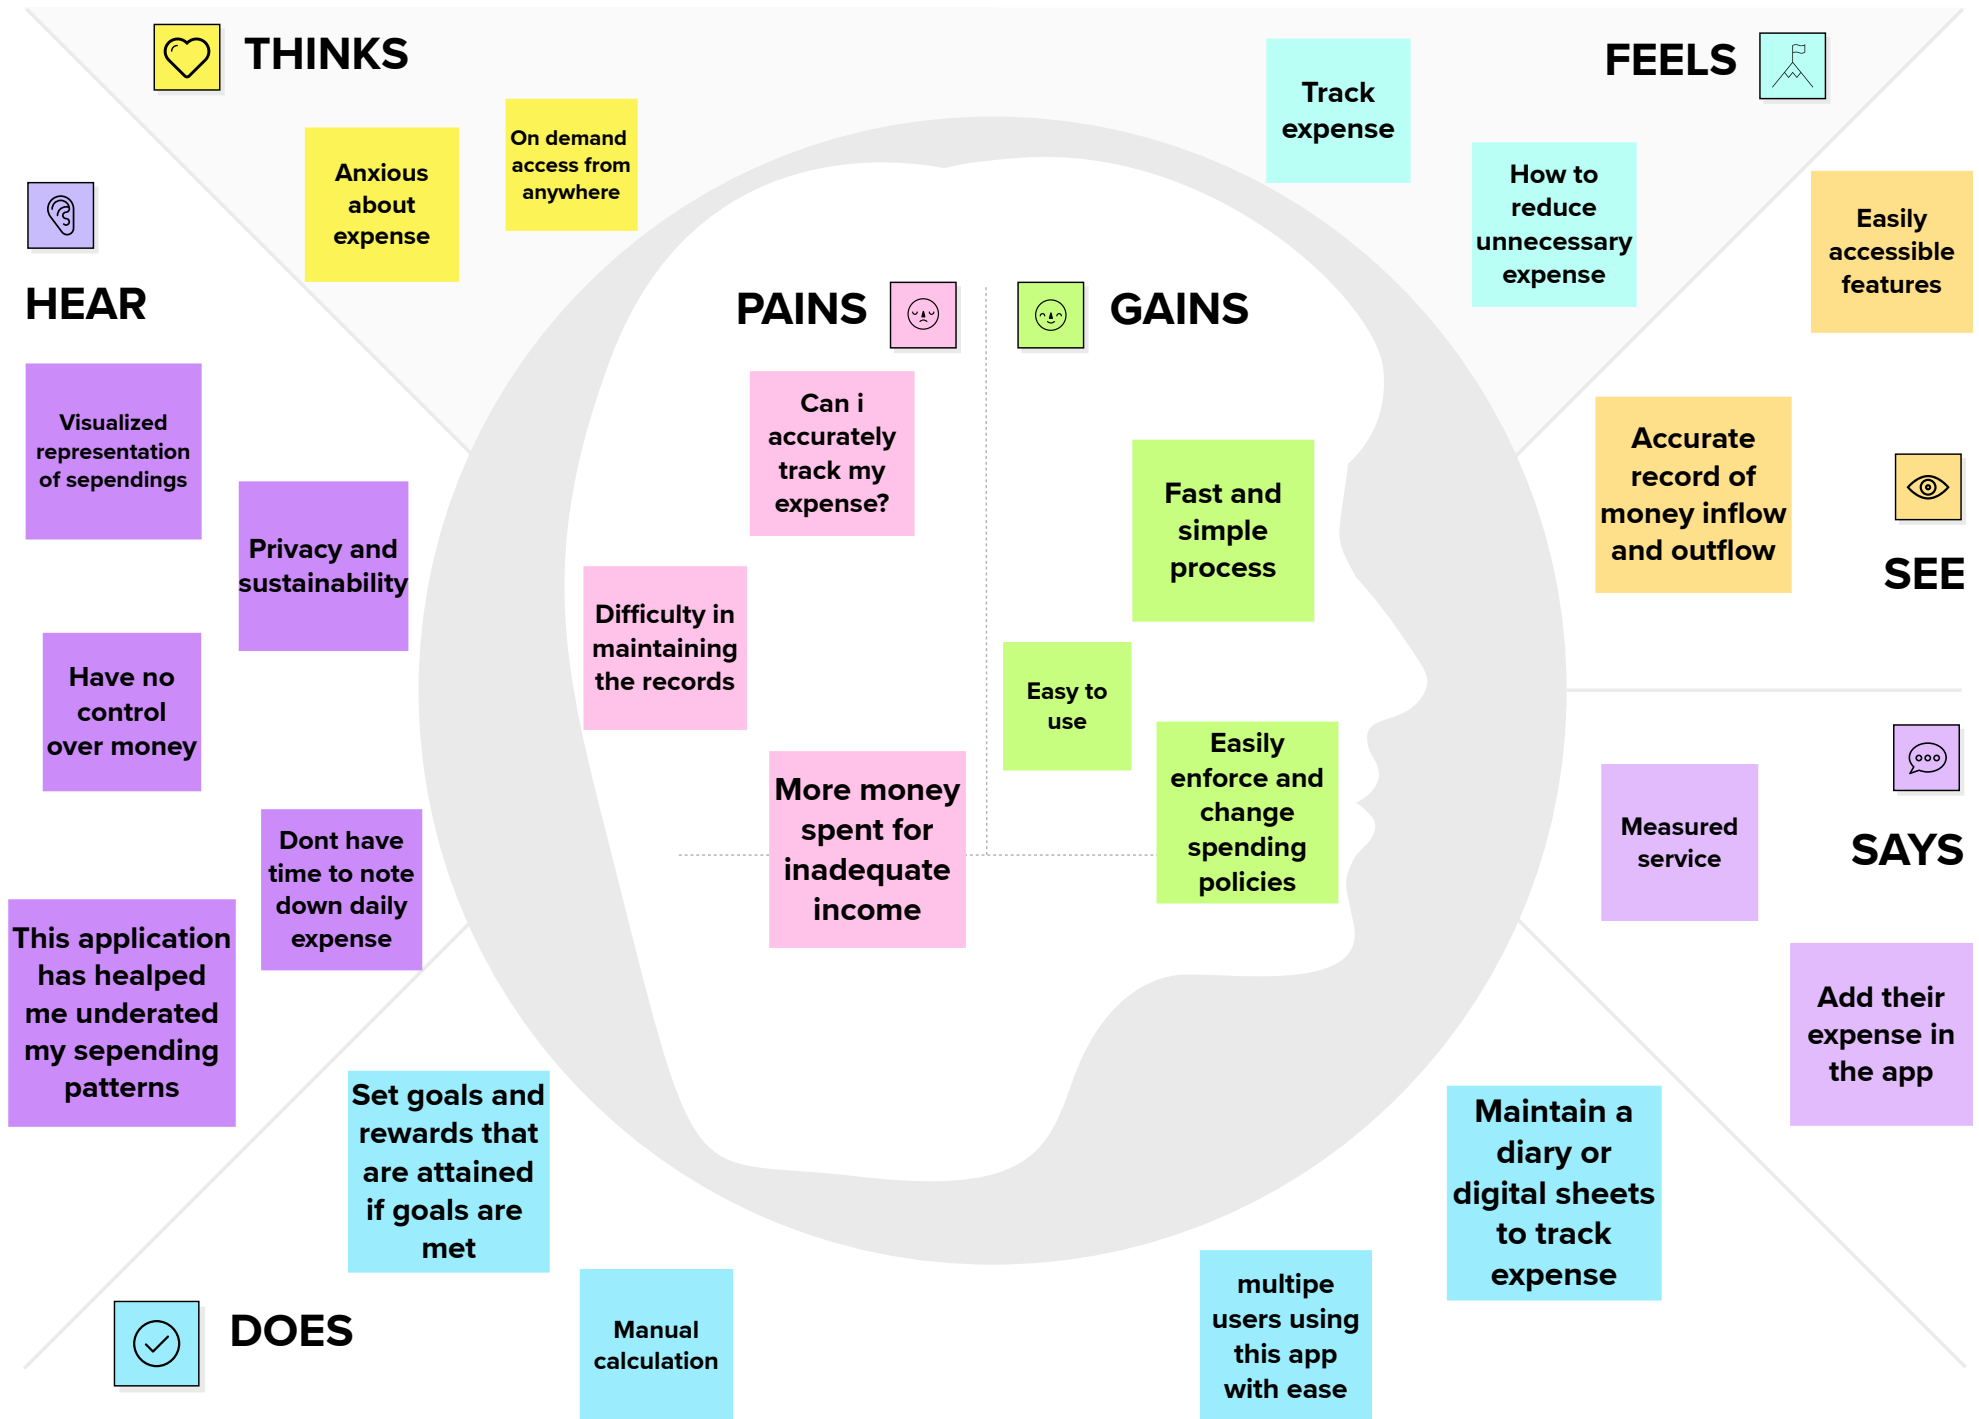 THINKS
Anxious
about
expense
On demand
access from
anywhere
FEELS
Track
expense
How to
reduce
unnecessary
expense
HEAR
Visualized
representation
of sependings
Privacy and
sustainability
Have no
control
over money
Dont have
time to note
down daily
expense
This application
has healped
me underated
my sepending
patterns
PAINS
Can i
accurately
track my
expense?
Difficulty in
maintaining
the records
More money
spent for
inadequate
income
GAINS
Fast and
simple
process
Easy to
use
Easily
enforce and
change
spending
policies
Easily
accessible
features
Accurate
record of
money inflow
and outflow
SEE
SAYS
Measured
service
Add their
expense in
the app
DOES
Set goals and
rewards that
are attained
if goals are
met
Manual
calculation
multipe
users using
this app
with ease
Maintain a
diary or
digital sheets
to track
expense